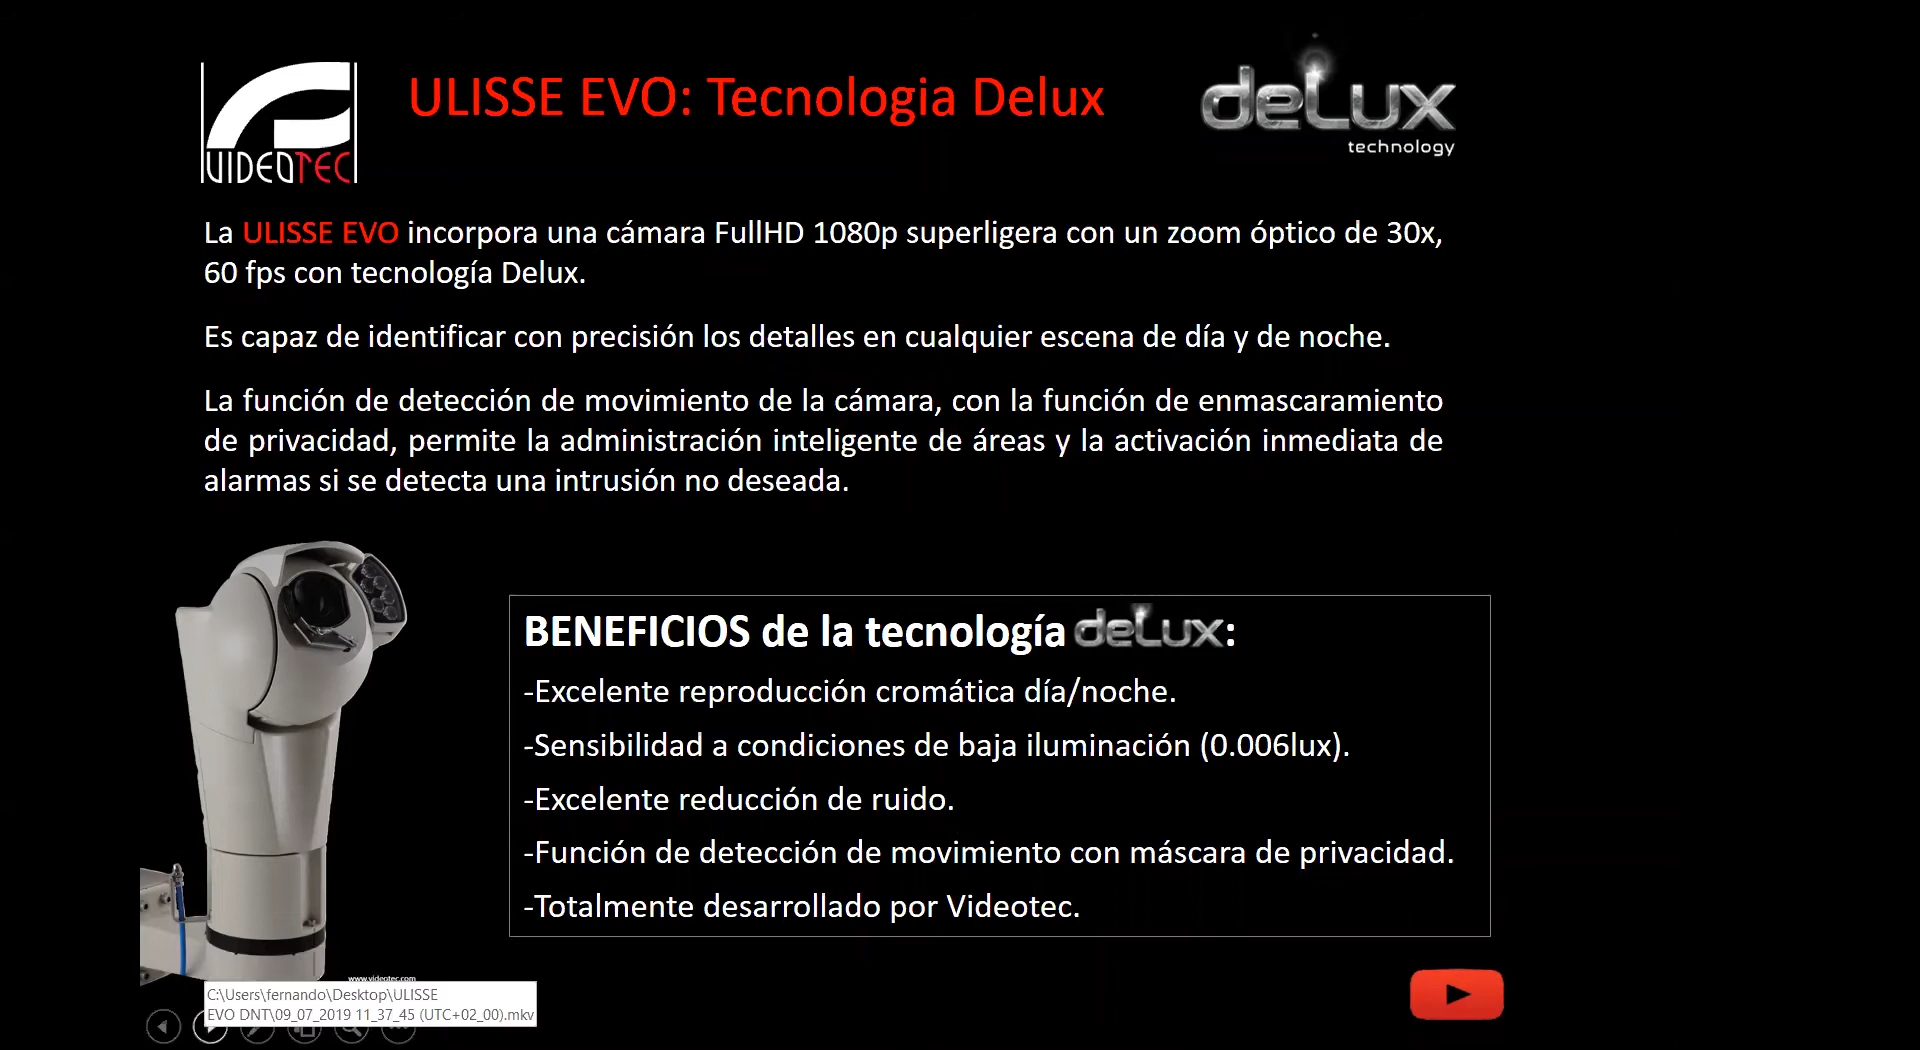 VIDEOTEC
ULISSE EVO: Tecnologia Delux
deLux
technology
La ULISSE EVO incorpora una cámara FullHD 1080p superligera con un zoom óptico de 30x,
60 fps con tecnología Delux.
Es capaz de identificar con precisión los detalles en cualquier escena de día y de noche.
La función de detección de movimiento de la cámara, con la función de enmascaramiento
de privacidad, permite la administración inteligente de áreas y la activación inmediata de
alarmas si se detecta una intrusión no deseada.
BENEFICIOS de la tecnología deLux:
-Excelente reproducción cromática día/noche.
-Sensibilidad a condiciones de baja iluminación (0.006lux).
-Excelente reducción de ruido.
-Función de detección de movimiento con máscara de privacidad.
-Totalmente desarrollado por Videotec.
www.videotec.com
C:\Users\fernando\Desktop\ULISSE
EVO DNT\09_07_2019 11_37_45 (UTC+02_00).mkv